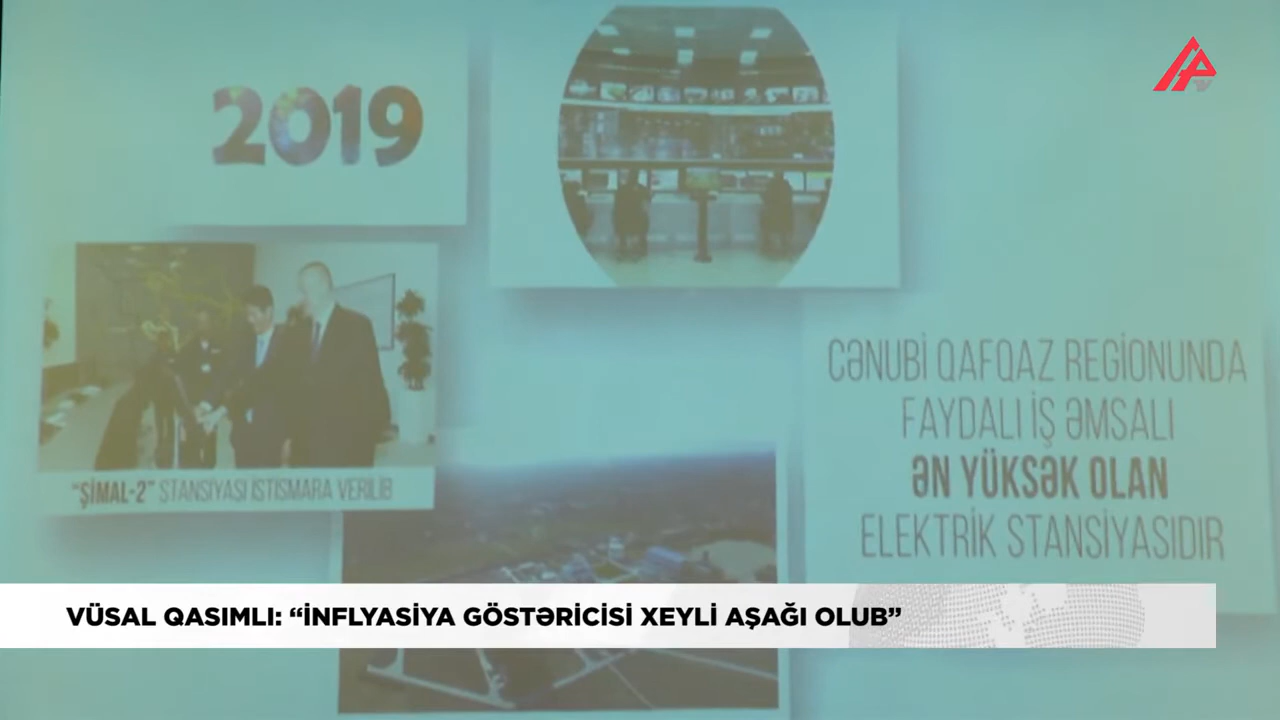 2019
"ŞİMAL-2" STANSİYASI İSTİSMARA VERİLİB
CƏNUBİ QAFQAZ REGİONUNDA
FAYDALI İŞ ƏMSALI
ƏN YÜKSƏK OLAN
ELEKTRİK STANSİYASIDIR
VÜSAL QASIMLI: “İNFLYASİYA GÖSTƏRİCİSİ XEYLİ AŞAĞI OLUB”